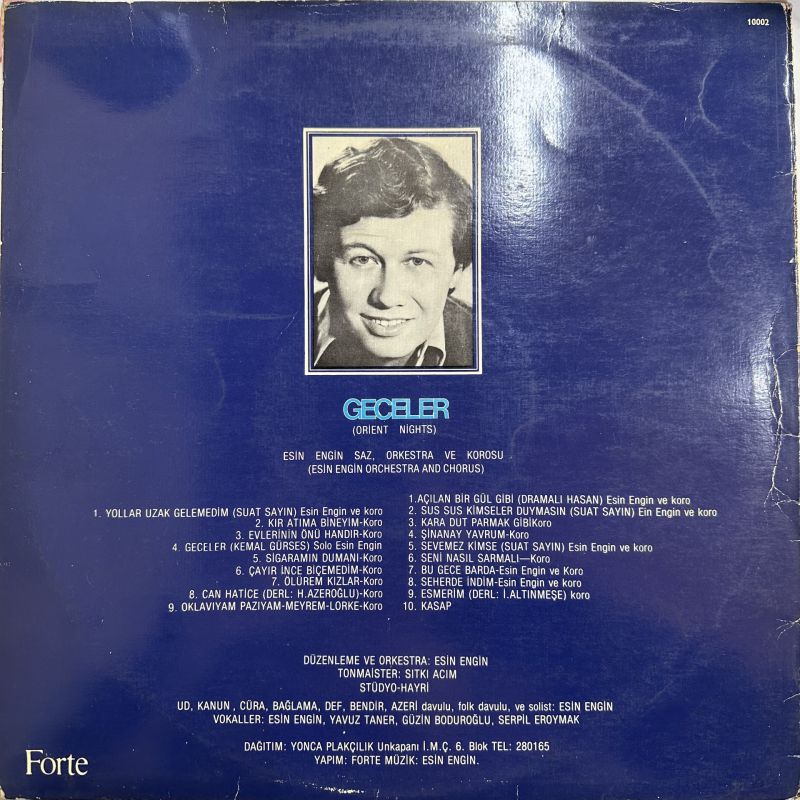 10002
GECELER
(ORİENT NIGHTS)
ESİN ENGİN SAZ, ORKESTRA VE KOROSU
(ESİN ENGİN ORCHESTRA AND CHORUS)
1. YOLLAR UZAK GELEMEDİM (SUAT SAYIN) Esin Engin ve koro
2. KIR ATIMA BİNEYİM-Koro
3. EVLERİNİN ÖNÜ HANDIR-Koro
4. GECELER (KEMAL GÜRSES) Solo Esin Engin
5. SİGARAMIN DUMANI-Koro
6. ÇAYIR İNCE BİÇEMEDİM-Koro
7. ÖLÜREM KIZLAR-Koro
8. CAN HATİCE (DERL: H.AZEROĞLU)-Koro
9. OKLAVIYAM PAZIYAM-MEYREM-LORKE-Koro
1.AÇILAN BİR GÜL GİBİ (DRAMALI HASAN) Esin Engin ve koro
2. SUS SUS KİMSELER DUYMASIN (SUAT SAYIN) Ein Engin ve koro
3. KARA DUT PARMAK GİBİKoro
4. ŞINANAY YAVRUM-Koro
5. SEVEMEZ KİMSE (SUAT SAYIN) Esin Engin ve koro
6. SENİ NASIL SARMALI—Koro
7. BU GECE BARDA-Esin Engin ve Koro
8. SEHERDE İNDİM-Esin Engin ve koro
9. ESMERİM (DERL: İ.ALTINMEŞE) koro
10. KASAP
DÜZENLEME VE ORKESTRA: ESİN ENGİN
TONMAİSTER: SITKI ACIM
STÜDYO-HAYRİ
UD, KANUN , CÜRA, BAĞLAMA, DEF, BENDİR, AZERİ davulu, folk davulu, ve solist: ESİN ENGİN
VOKALLER: ESİN ENGİN, YAVUZ TANER, GÜZİN BODUROĞLU, SERPİL EROYMAK
DAĞITIM: YONCA PLAKÇILIK Unkapanı İ.M.Ç. 6. Blok TEL: 280165
YAPIM: FORTE MÜZİK: ESİN ENGİN.
Forte